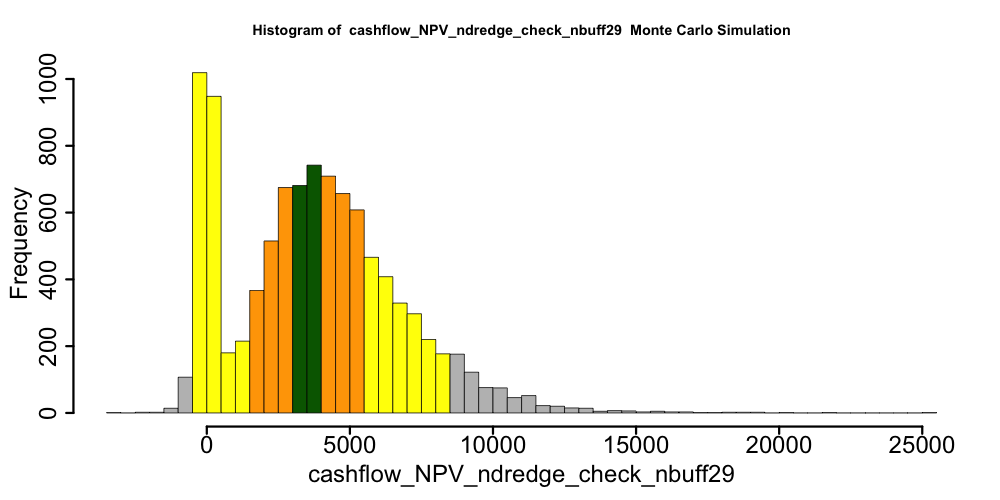 Histogram of  cashflow_NPV_ndredge_check_nbuff29  Monte Carlo Simulation
Frequency
1000
800
600
400
200
0
0 5000 10000 15000 20000 25000
cashflow_NPV_ndredge_check_nbuff29